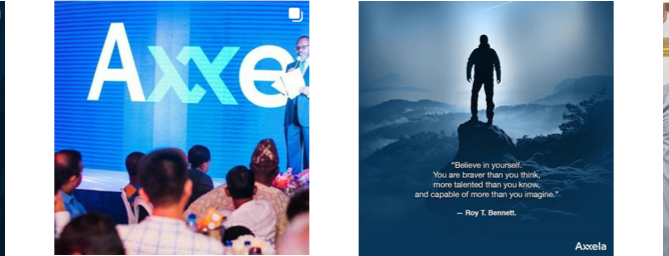 Axxe
"Believe in yourself.
You are braver than you think,
more talented than you know,
and capable of more than you imagine."
— Roy T. Bennett.
Axxela